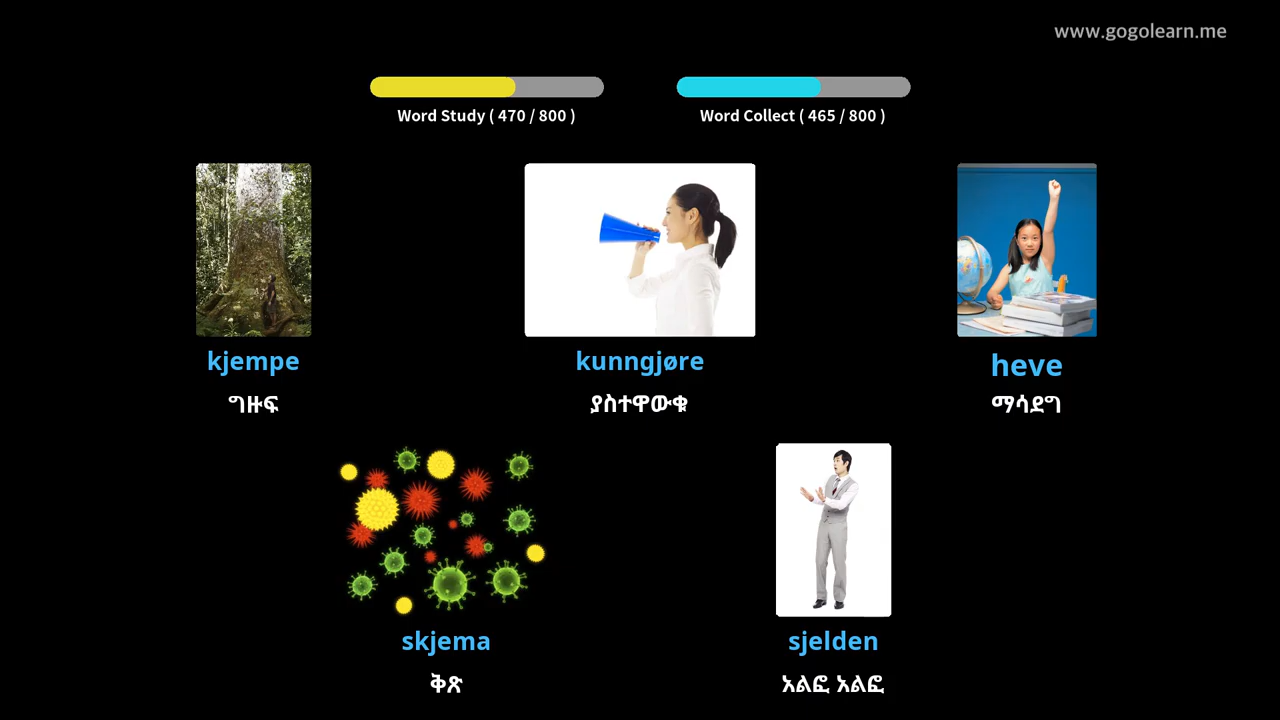 www.gogolearn.me
Word Study ( 470 / 800 )
Word Collect ( 465 / 800 )
kjempe
kunngjøre
heve
ግዙፍ
ያስተዋውቁ
ማሳደግ
skjema
sjelden
ቅጽ
አልፎ አልፎ